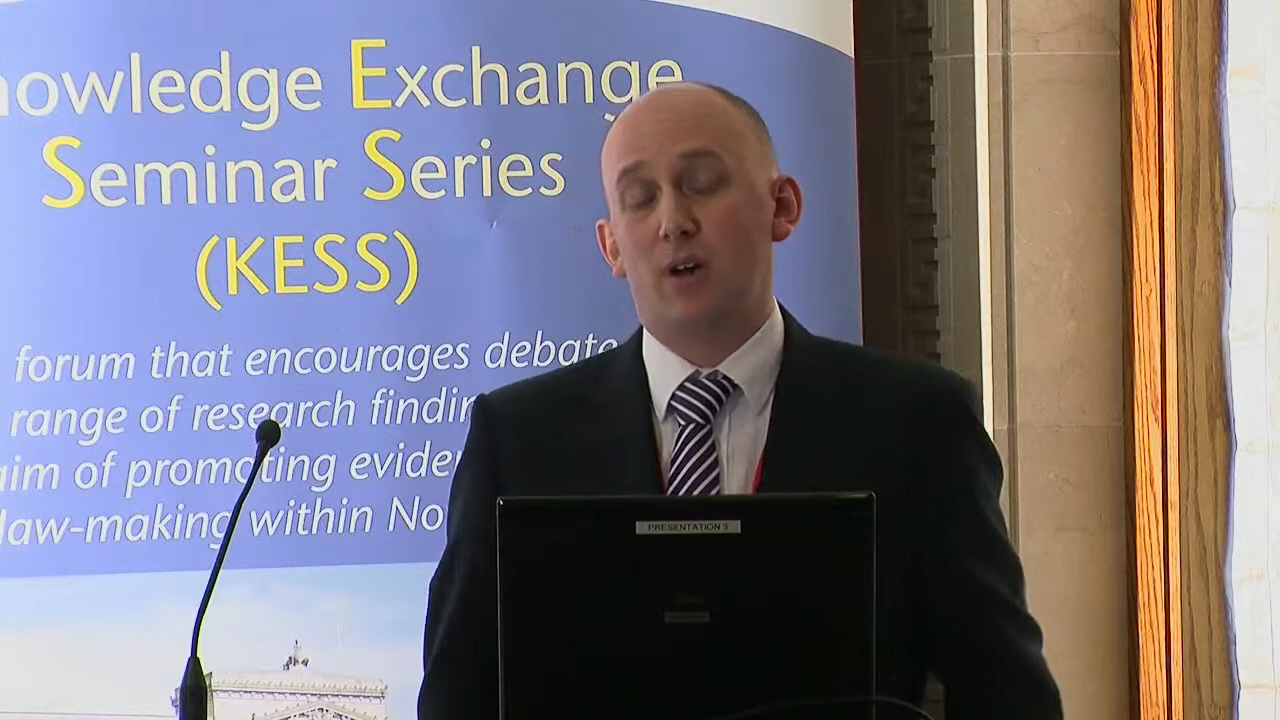 nowledge Exchange
Seminar Series
(KESS)
forum that encourages debate
range of research findin
aim of promoting eviden
law-making within No
PRESENTATION 3